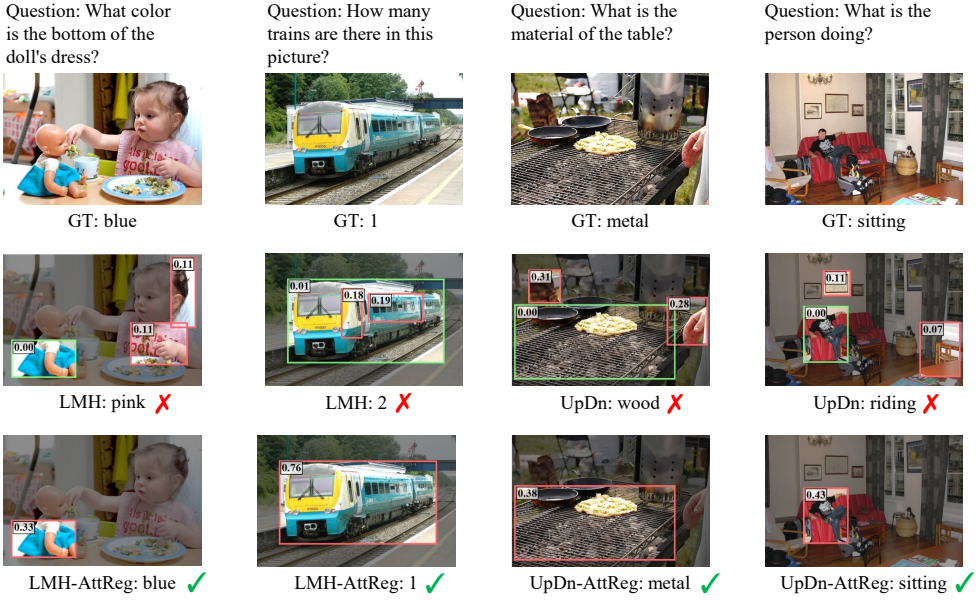 Question: What color
is the bottom of the
doll's dress?
Question: How many
trains are there in this
picture?
Question: What is the
material of the table?
Question: What is the
person doing?
GT: blue
GT: 1
GT: metal
GT: sitting
0.11
0.11
0.00
0.01
0.18
0.19
0.31
0.00
0.28
0.11
0.00
0.07
LMH: pink ✗
LMH: 2 ✗
UpDn: wood ✗
UpDn: riding ✗
0.33
0.76
0.38
0.43
LMH-AttReg: blue ✓
LMH-AttReg: 1 ✓
UpDn-AttReg: metal ✓
UpDn-AttReg: sitting ✓